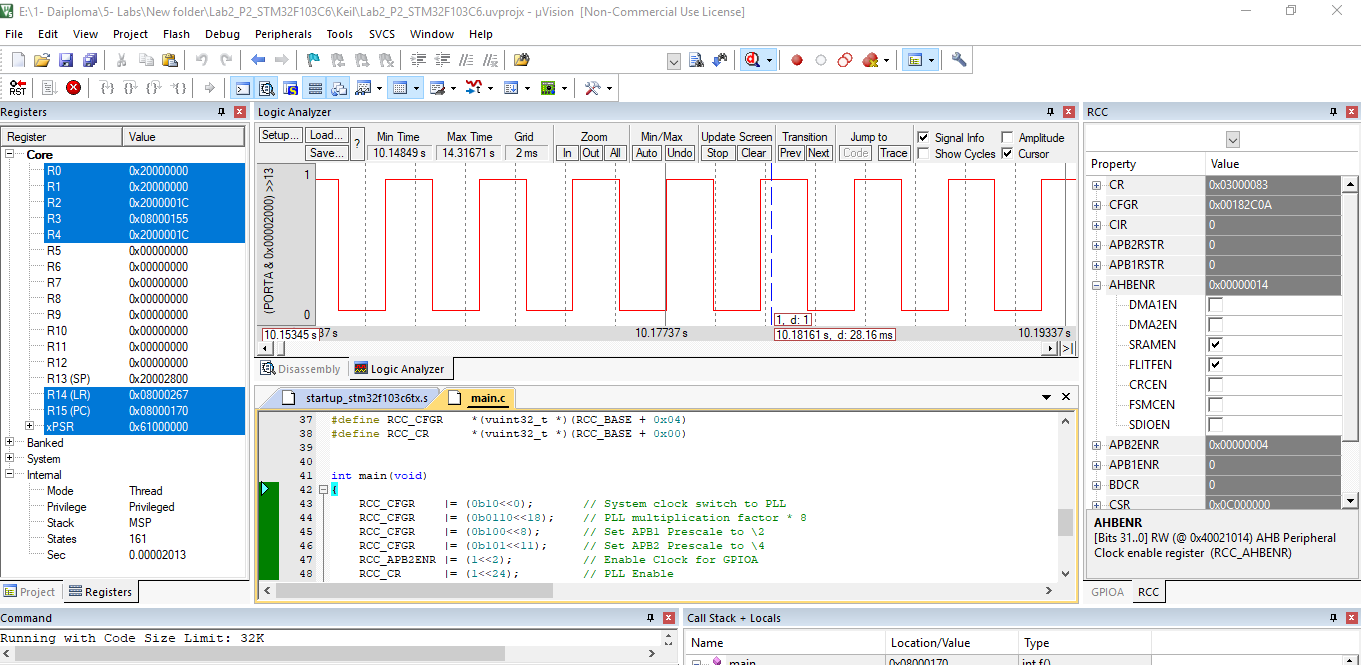 E:\1- Daiploma\5- Labs\New folder\Lab2_P2_STM32F103C6\Keil\Lab2_P2_STM32F103C6.uvprojx - µVision [Non-Commercial Use License]
File Edit View Project Flash Debug Peripherals Tools SVCS Window Help
RST
Registers
Register Value
Core
R0 0x20000000
R1 0x20000000
R2 0x2000001C
R3 0x08000155
R4 0x2000001C
R5 0x00000000
R6 0x00000000
R7 0x00000000
R8 0x00000000
R9 0x00000000
R10 0x00000000
R11 0x00000000
R12 0x00000000
R13 (SP) 0x20002800
R14 (LR) 0x08000267
R15 (PC) 0x08000170
xPSR 0x61000000
Banked
System
Internal
Mode Thread
Privilege Privileged
Stack MSP
States 161
Sec 0.00002013
Project Registers
Logic Analyzer
Setup... Load... Save... ?
Min Time Max Time Grid Zoom Min/Max Update Screen Transition Jump to Signal Info Amplitude
10.14849 s 14.31671 s 2 ms In Out All Auto Undo Stop Clear Prev Next Code Trace Show Cycles Cursor
1
(PORTA & 0x00002000) >>13
0
1, d: 1
10.15345 s 37 s 10.17737 s 10.18161 s, d: 28.16 ms 10.19337 s
Disassembly Logic Analyzer
startup_stm32f103c6tx.s main.c
37 #define RCC_CFGR *(vuint32_t *)(RCC_BASE + 0x04)
38 #define RCC_CR *(vuint32_t *)(RCC_BASE + 0x00)
39
40
41 int main(void)
42 {
43 RCC_CFGR |= (0b10<<0); // System clock switch to PLL
44 RCC_CFGR |= (0b0110<<18); // PLL multiplication factor * 8
45 RCC_CFGR |= (0b100<<8); // Set APB1 Prescale to \2
46 RCC_CFGR |= (0b101<<11); // Set APB2 Prescale to \4
47 RCC_APB2ENR |= (1<<2); // Enable Clock for GPIOA
48 RCC_CR |= (1<<24); // PLL Enable
RCC
Property Value
CR 0x03000083
CFGR 0x00182C0A
CIR 0
APB2RSTR 0
APB1RSTR 0
AHBENR 0x00000014
DMA1EN
DMA2EN
SRAMEN
FLITFEN
CRCEN
FSMCEN
SDIOEN
APB2ENR 0x00000004
APB1ENR 0
BDCR 0
CSR 0x0C000000
AHBENR
[Bits 31..0] RW (@ 0x40021014) AHB Peripheral
Clock enable register (RCC_AHBENR)
GPIOA RCC
Command
Running with Code Size Limit: 32K
Call Stack + Locals
Name Location/Value Type
main 0x08000170 int f()